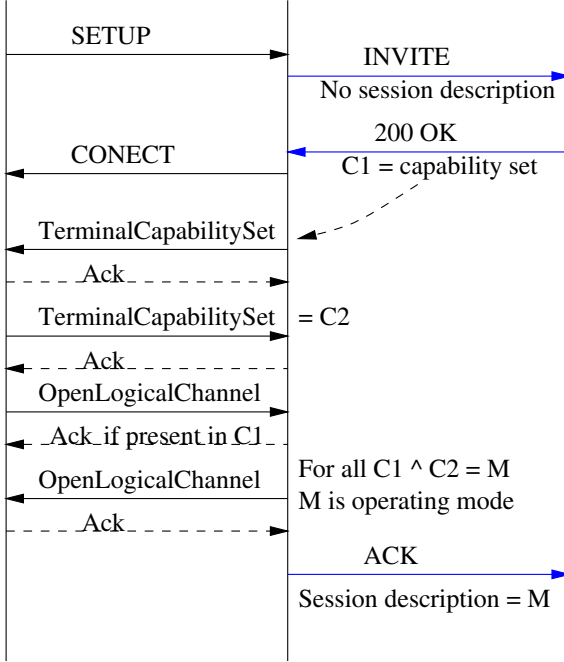 SETUP
INVITE
No session description
200 OK
CONECT
C1 = capability set
TerminalCapabilitySet
Ack
TerminalCapabilitySet = C2
Ack
OpenLogicalChannel
Ack if present in C1
For all C1 ^ C2 = M
OpenLogicalChannel
M is operating mode
Ack
ACK
Session description = M